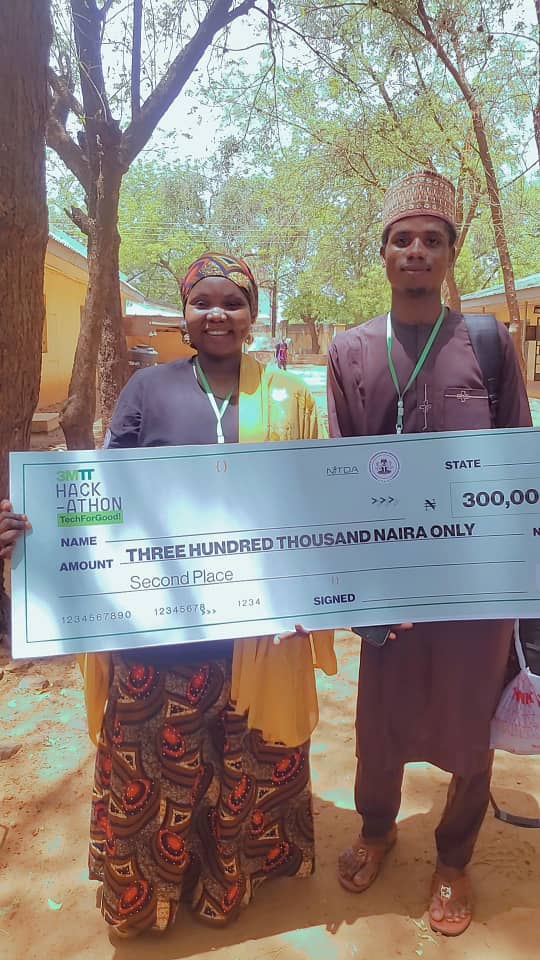 3MTT
HACK
-ATHON
TechForGood!
NITDA
STATE
>>>
₦ 300,00
NAME
AMOUNT THREE HUNDRED THOUSAND NAIRA ONLY
Second Place
1234567890 12345678 >>> 1234
SIGNED
N